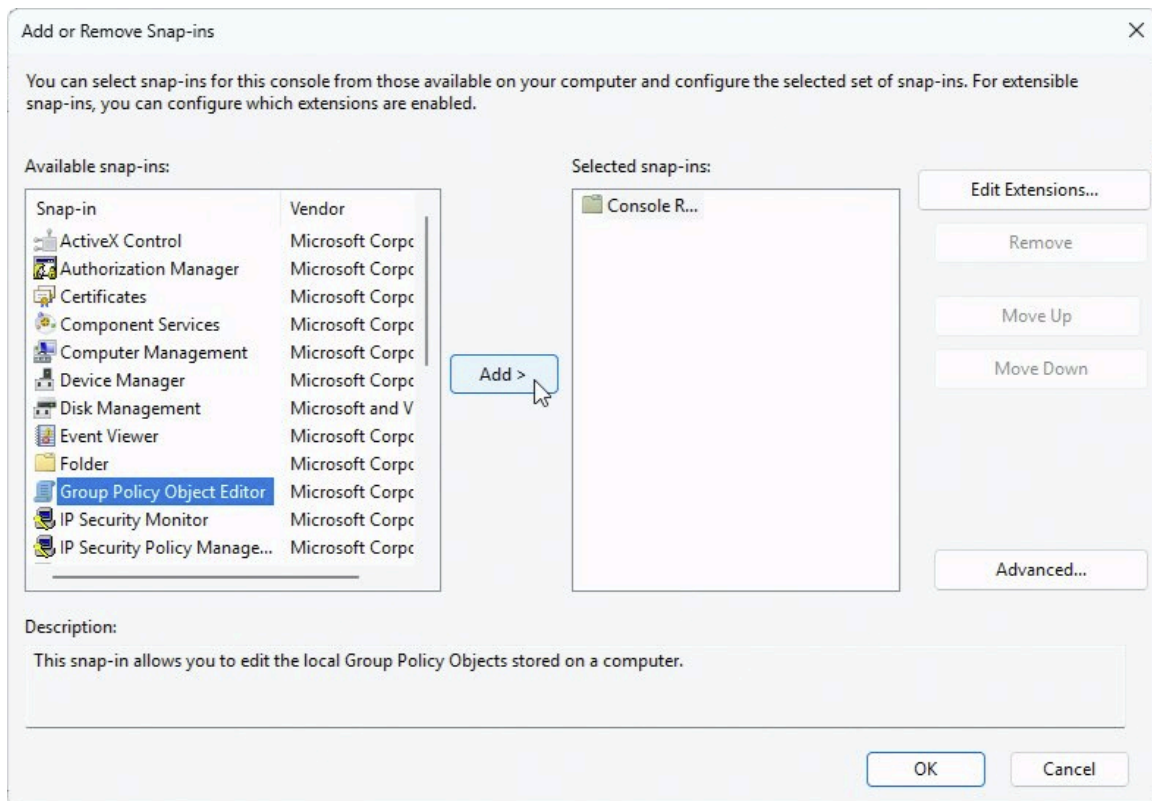 Add or Remove Snap-ins
You can select snap-ins for this console from those available on your computer and configure the selected set of snap-ins. For extensible
snap-ins, you can configure which extensions are enabled.
Available snap-ins:
Snap-in Vendor
ActiveX Control Microsoft Corpc
Authorization Manager Microsoft Corpc
Certificates Microsoft Corpc
Component Services Microsoft Corpc
Computer Management Microsoft Corpc
Device Manager Microsoft Corpc
Disk Management Microsoft and V
Event Viewer Microsoft Corpc
Folder Microsoft Corpc
Group Policy Object Editor Microsoft Corpc
IP Security Monitor Microsoft Corpc
IP Security Policy Manage... Microsoft Corpc
Add >
Selected snap-ins:
Console R...
Edit Extensions...
Remove
Move Up
Move Down
Advanced...
Description:
This snap-in allows you to edit the local Group Policy Objects stored on a computer.
OK
Cancel